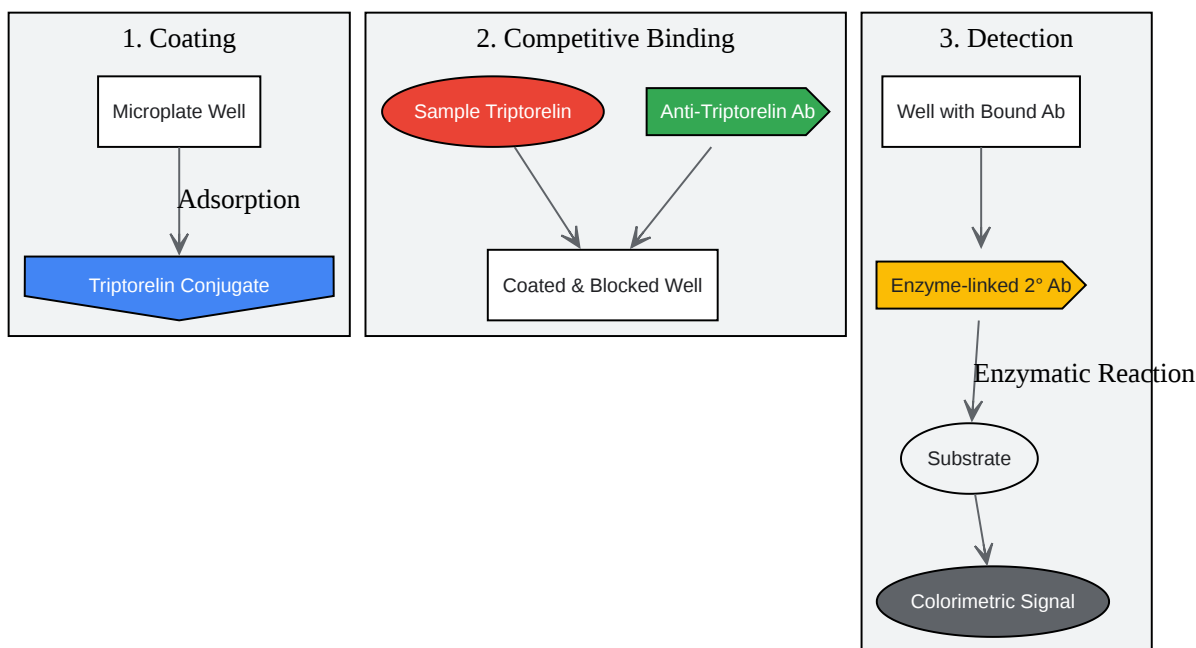 1. Coating
Microplate Well
Adsorption
Triptorelin Conjugate
2. Competitive Binding
Sample Triptorelin
Anti-Triptorelin Ab
Coated & Blocked Well
3. Detection
Well with Bound Ab
Enzyme-linked 2° Ab
Enzymatic Reaction
Substrate
Colorimetric Signal